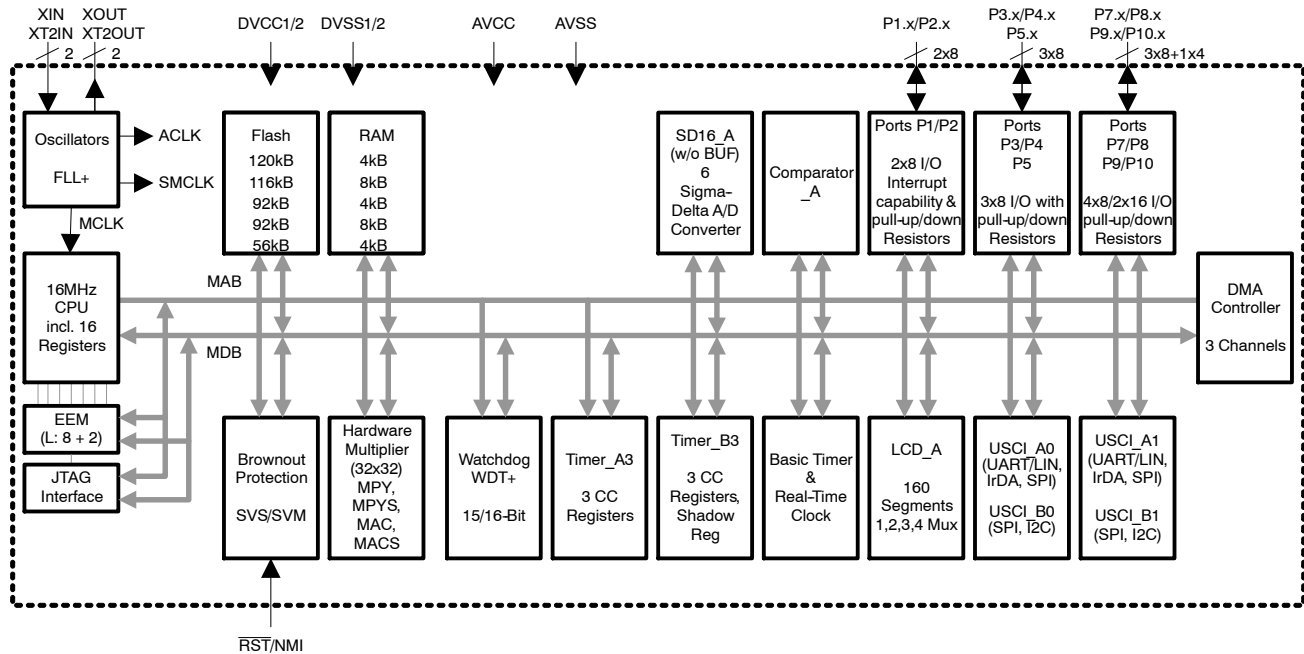 XIN
XT2IN
2
XOUT
XT2OUT
2
DVCC1/2
DVSS1/2
AVCC
AVSS
P1.x/P2.x
2x8
P3.x/P4.x
P5.x
3x8
P7.x/P8.x
P9.x/P10.x
3x8+1x4
Oscillators
FLL+
ACLK
SMCLK
MCLK
Flash
120kB
116kB
92kB
92kB
56kB
RAM
4kB
8kB
4kB
8kB
4kB
SD16_A
(w/o BUF)
6
Sigma-
Delta A/D
Converter
Comparator
_A
Ports P1/P2
2x8 I/O
Interrupt
capability &
pull-up/down
Resistors
Ports
P3/P4
P5
3x8 I/O with
pull-up/down
Resistors
Ports
P7/P8
P9/P10
4x8/2x16 I/O
pull-up/down
Resistors
16MHz
CPU
incl. 16
Registers
MAB
MDB
DMA
Controller
3 Channels
EEM
(L: 8 + 2)
JTAG
Interface
Brownout
Protection
SVS/SVM
Hardware
Multiplier
(32x32)
MPY,
MPYS,
MAC,
MACS
Watchdog
WDT+
15/16-Bit
Timer_A3
3 CC
Registers
Timer_B3
3 CC
Registers,
Shadow
Reg
Basic Timer
&
Real-Time
Clock
LCD_A
160
Segments
1,2,3,4 Mux
USCI_A0
(UART/LIN,
IrDA, SPI)
USCI_B0
(SPI, I2C)
USCI_A1
(UART/LIN,
IrDA, SPI)
USCI_B1
(SPI, I2C)
RST/NMI